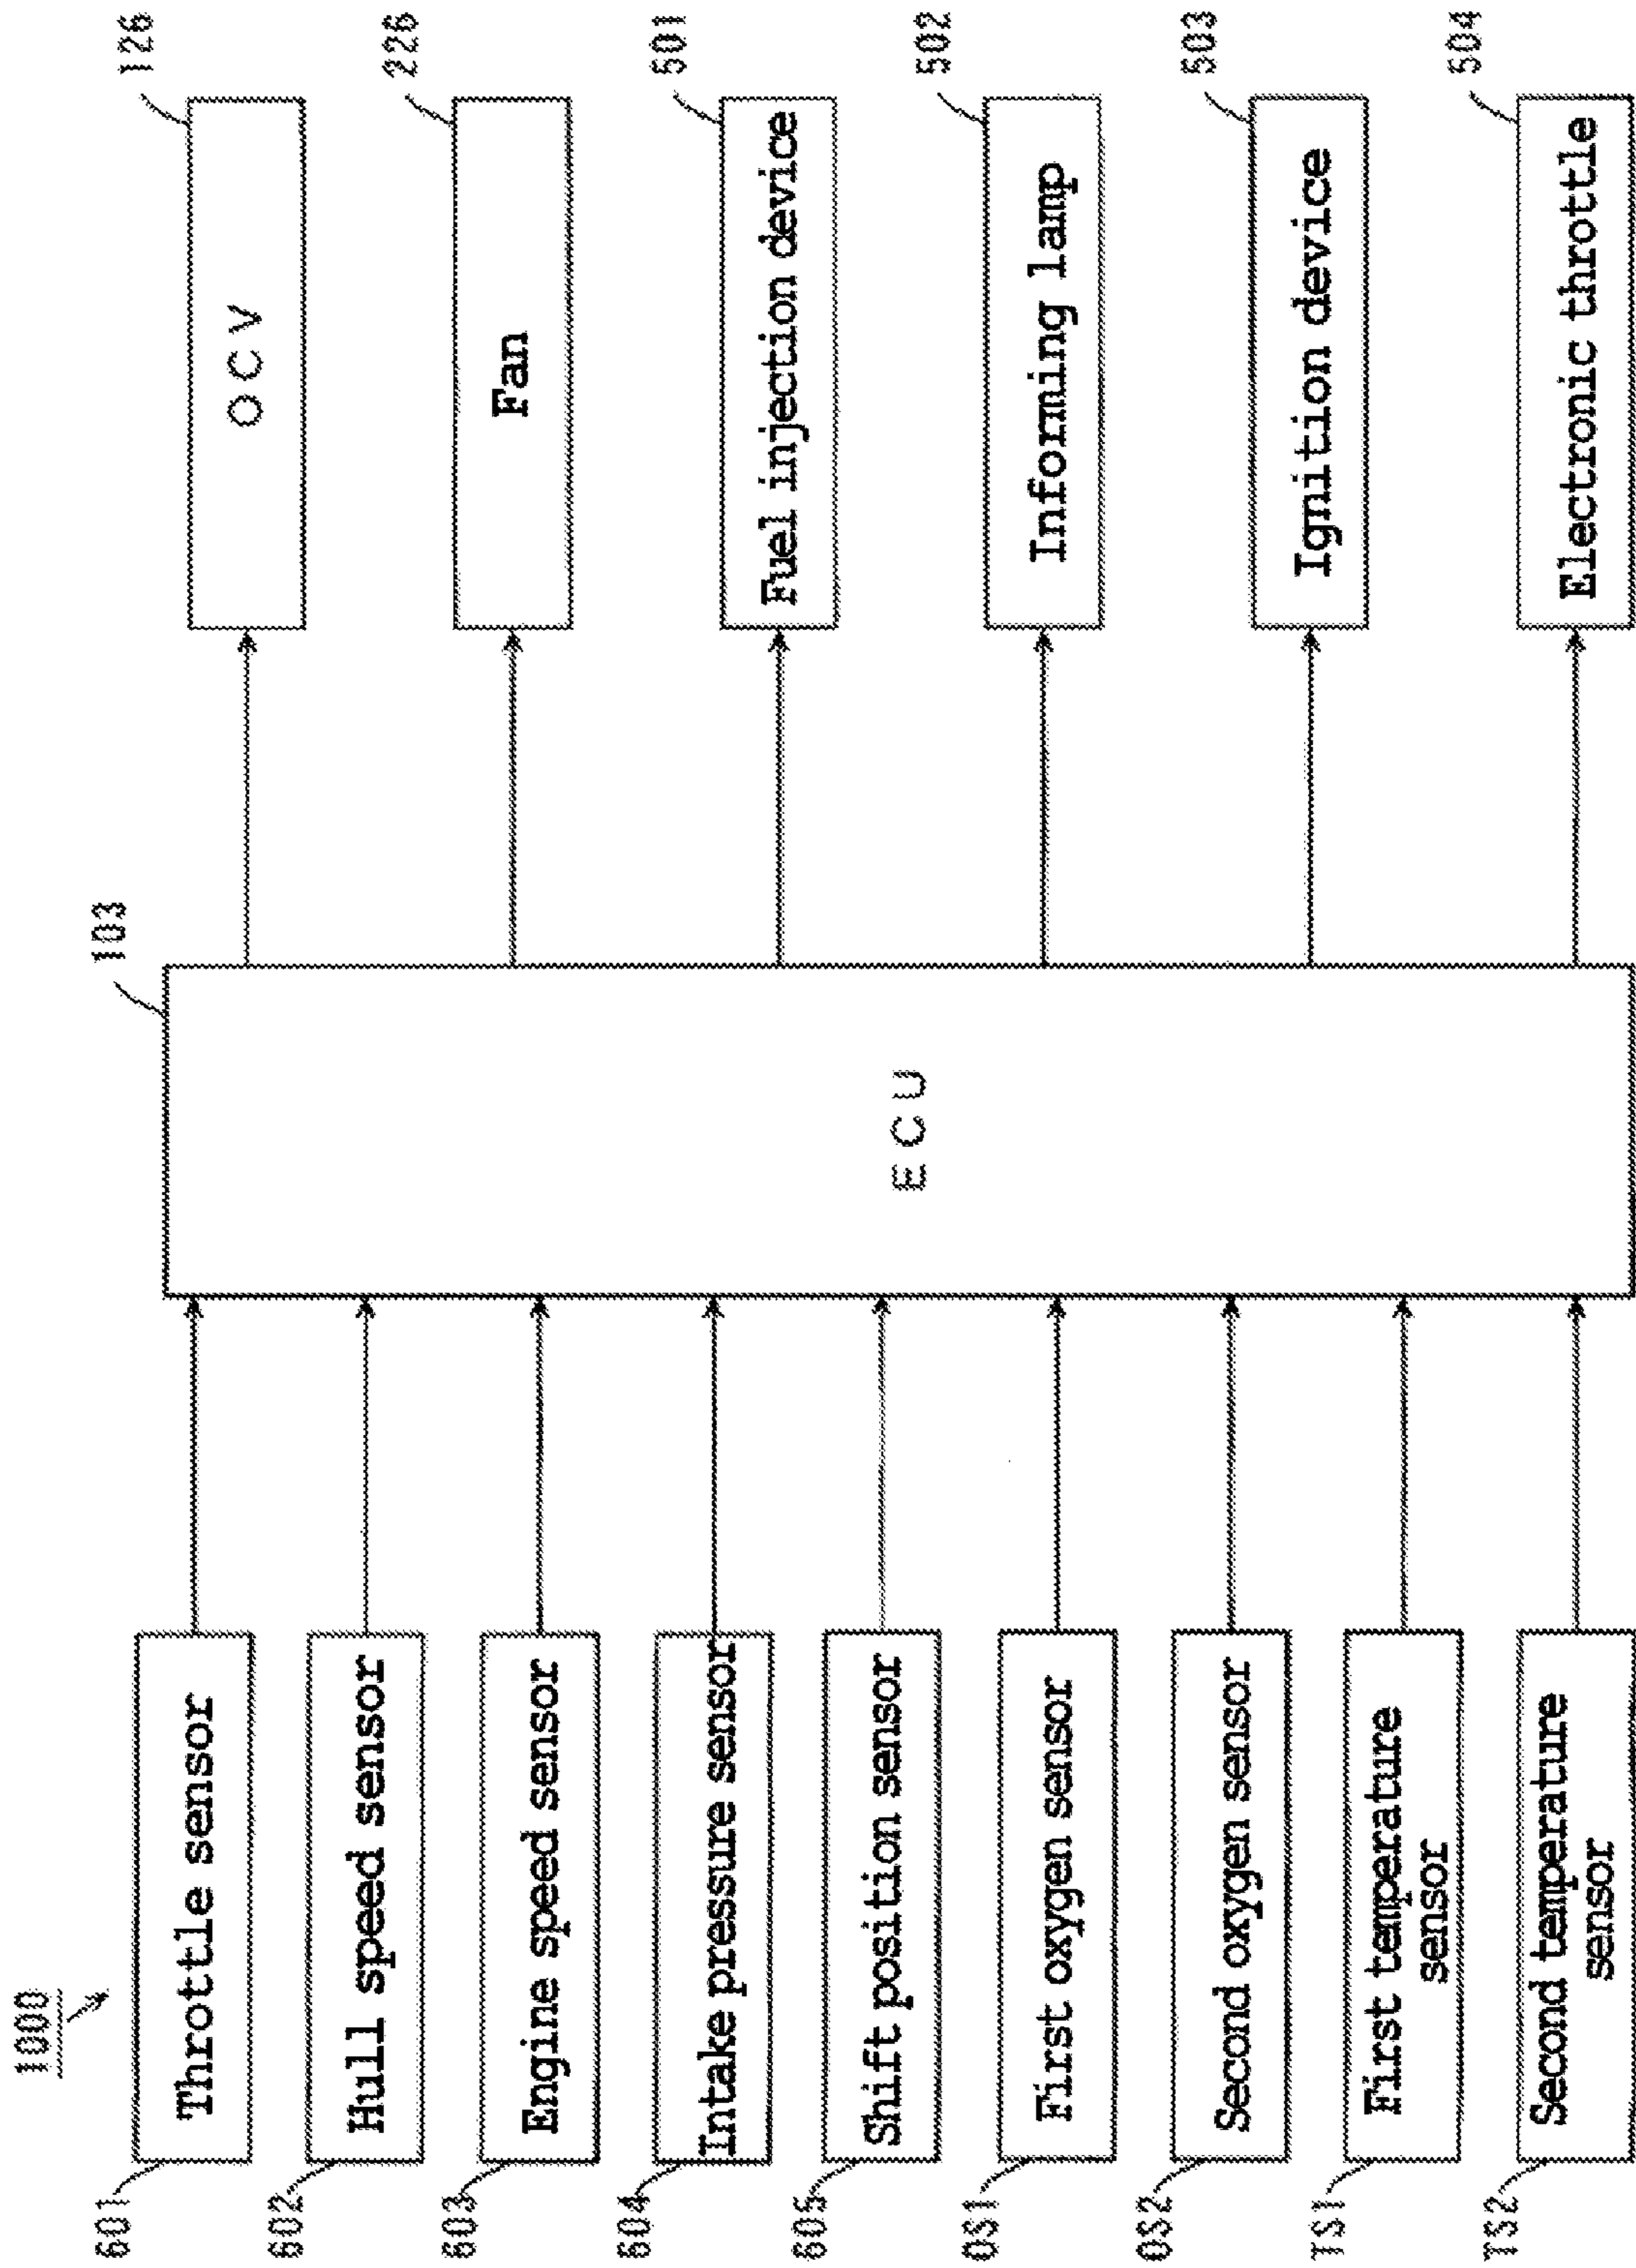 1000
601
Throttle sensor
602
Hull speed sensor
603
Engine speed sensor
604
Intake pressure sensor
605
Shift position sensor
OS1
First oxygen sensor
OS2
Second oxygen sensor
TS1
First temperature
sensor
TS2
Second temperature
sensor
103
ECU
126
OCV
226
Fan
501
Fuel injection device
502
Informing lamp
503
Ignition device
504
Electronic throttle